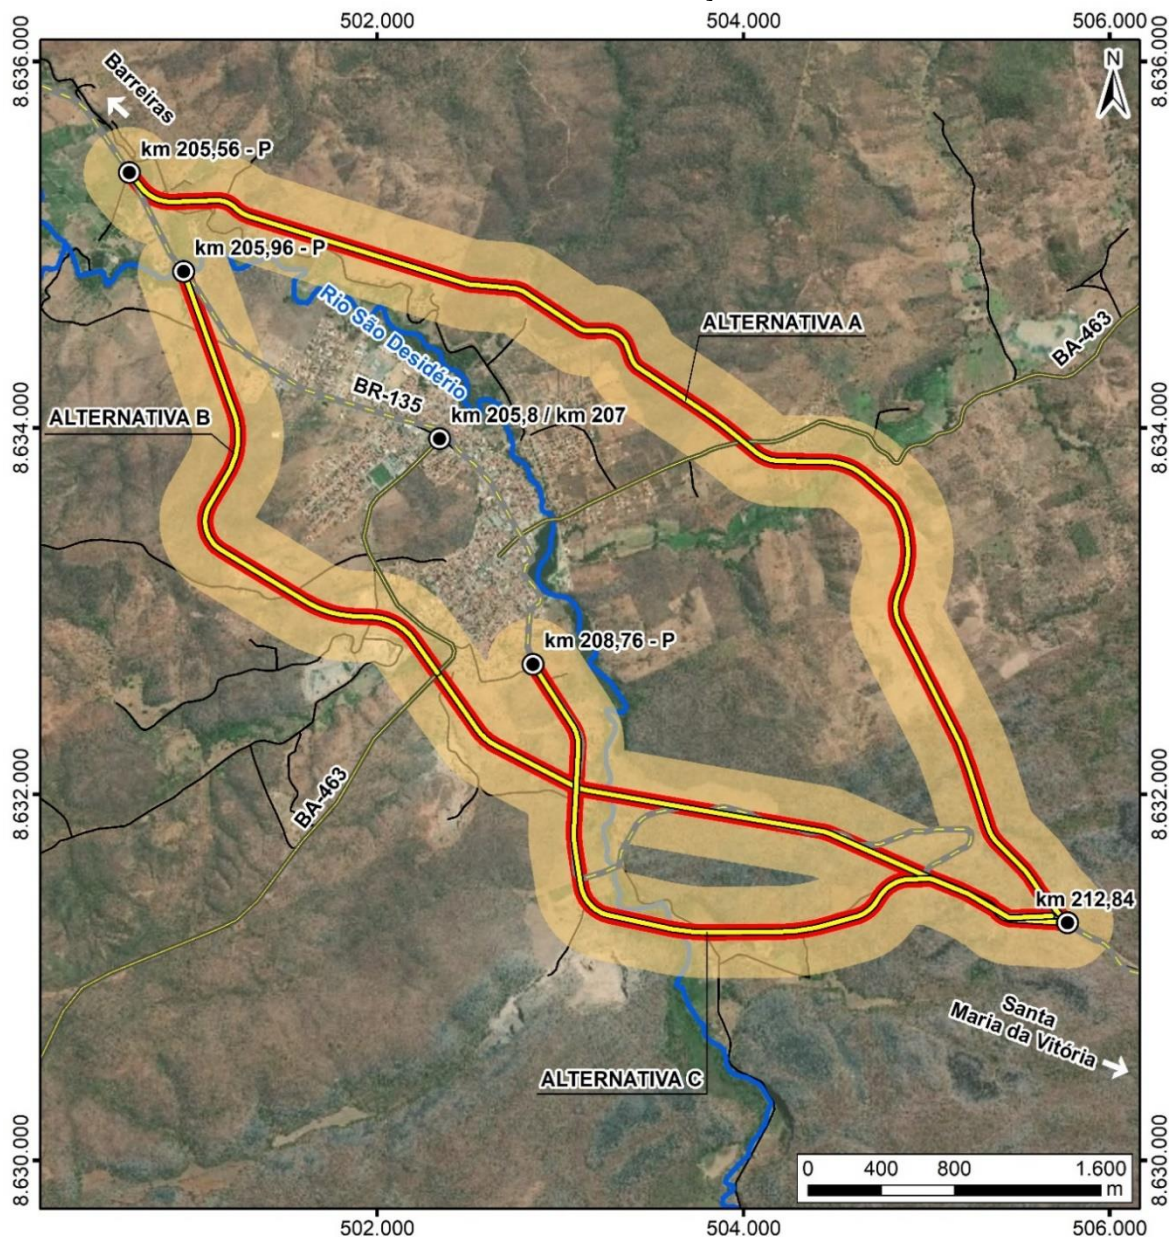 502.000
504.000
506.000
8.636.000
8.636.000
Barreiras
N
km 205,56 - P
km 205,96 - P
Rio São Desidério
ALTERNATIVA A
BA-463
BR-135
km 205,8 / km 207
8.634.000
8.634.000
ALTERNATIVA B
km 208,76 - P
8.632.000
8.632.000
BA-463
km 212,84
Santa
Maria da Vitória
ALTERNATIVA C
8.630.000
8.630.000
0 400 800 1.600
m
502.000
504.000
506.000